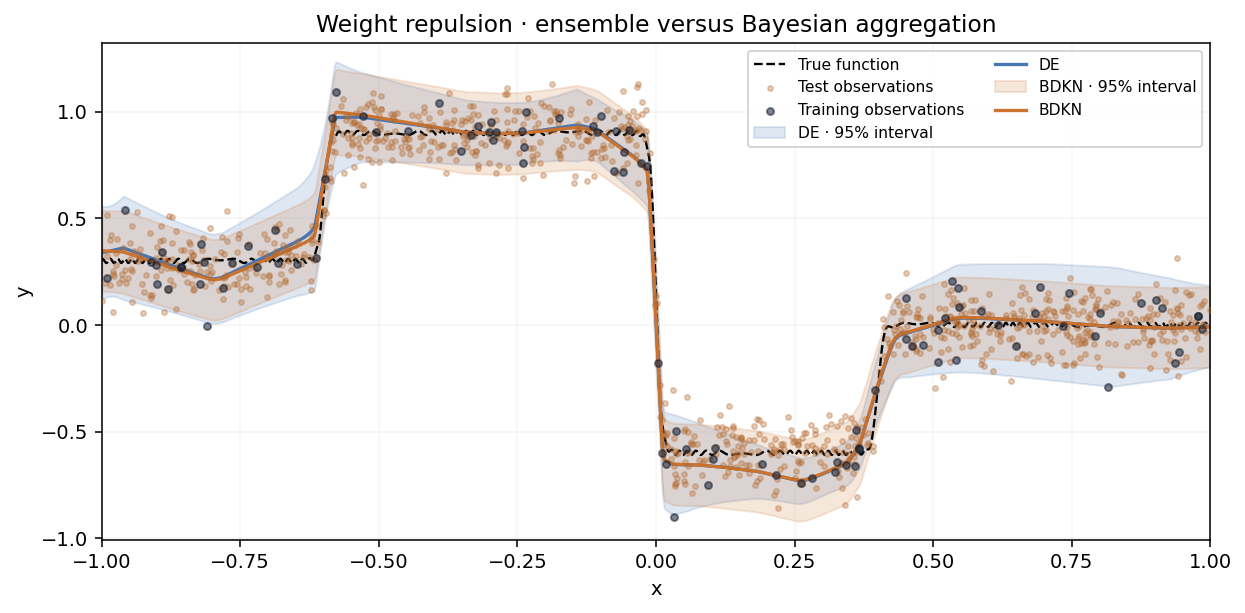 Weight repulsion · ensemble versus Bayesian aggregation
True function
Test observations
Training observations
DE · 95% interval
DE
BDKN · 95% interval
BDKN
y
1.0
0.5
0.0
−0.5
−1.0
−1.00
−0.75
−0.50
−0.25
0.00
0.25
0.50
0.75
1.00
x